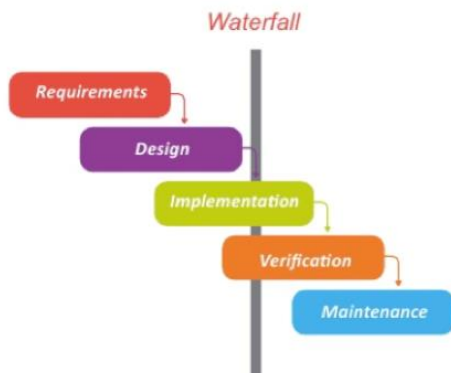 Waterfall
Requirements
Design
Implementation
Verification
Maintenance